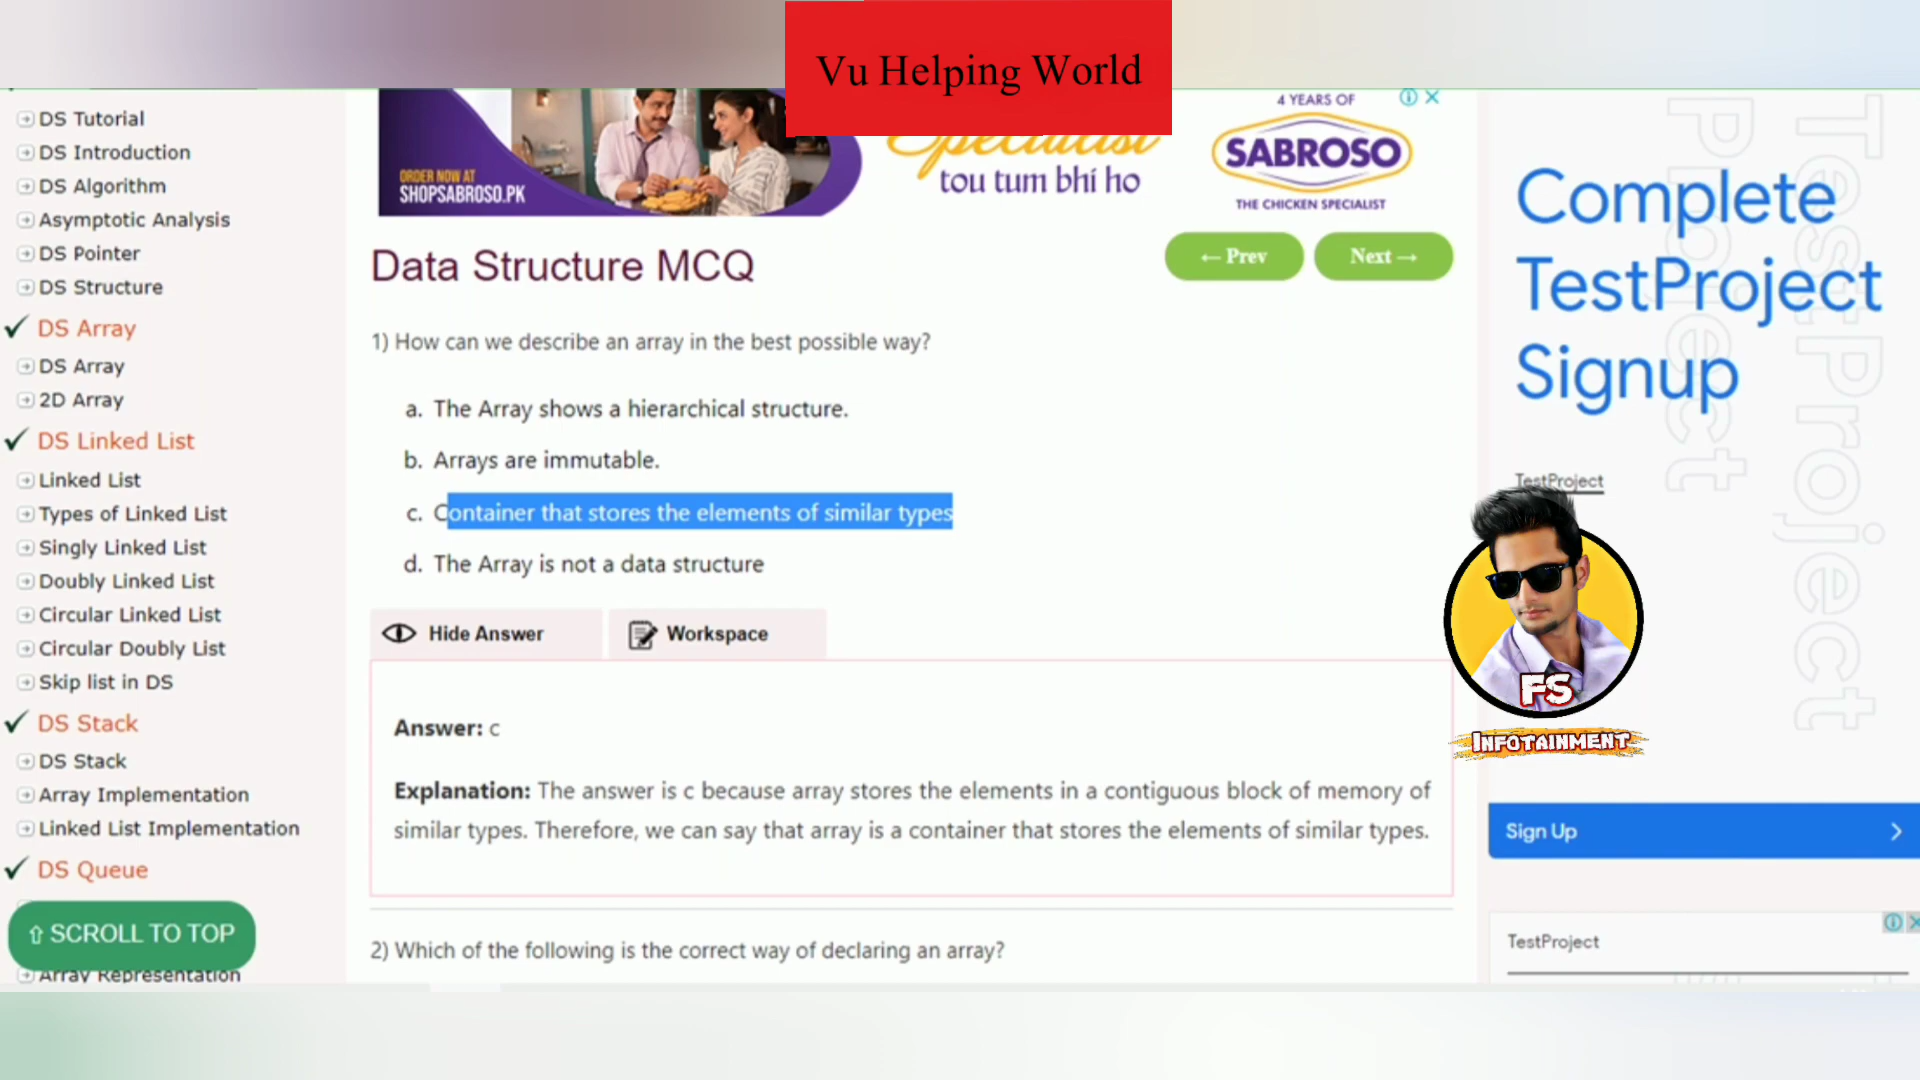 Vu Helping World
DS Tutorial
DS Introduction
DS Algorithm
Asymptotic Analysis
DS Pointer
DS Structure
DS Array
DS Array
2D Array
DS Linked List
Linked List
Types of Linked List
Singly Linked List
Doubly Linked List
Circular Linked List
Circular Doubly List
Skip list in DS
DS Stack
DS Stack
Array Implementation
Linked List Implementation
DS Queue
⇧ SCROLL TO TOP
Array Representation
ORDER NOW AT
SHOPSABROSO.PK
Specialist
tou tum bhi ho
4 YEARS OF
SABROSO
THE CHICKEN SPECIALIST
Data Structure MCQ
← Prev
Next →
1) How can we describe an array in the best possible way?
a. The Array shows a hierarchical structure.
b. Arrays are immutable.
c. Container that stores the elements of similar types
d. The Array is not a data structure
Hide Answer
Workspace
Answer: c
Explanation: The answer is c because array stores the elements in a contiguous block of memory of
similar types. Therefore, we can say that array is a container that stores the elements of similar types.
2) Which of the following is the correct way of declaring an array?
Complete
TestProject
Signup
TestProject
Project
TestProject
FS
INFOTAINMENT
Sign Up
TestProject